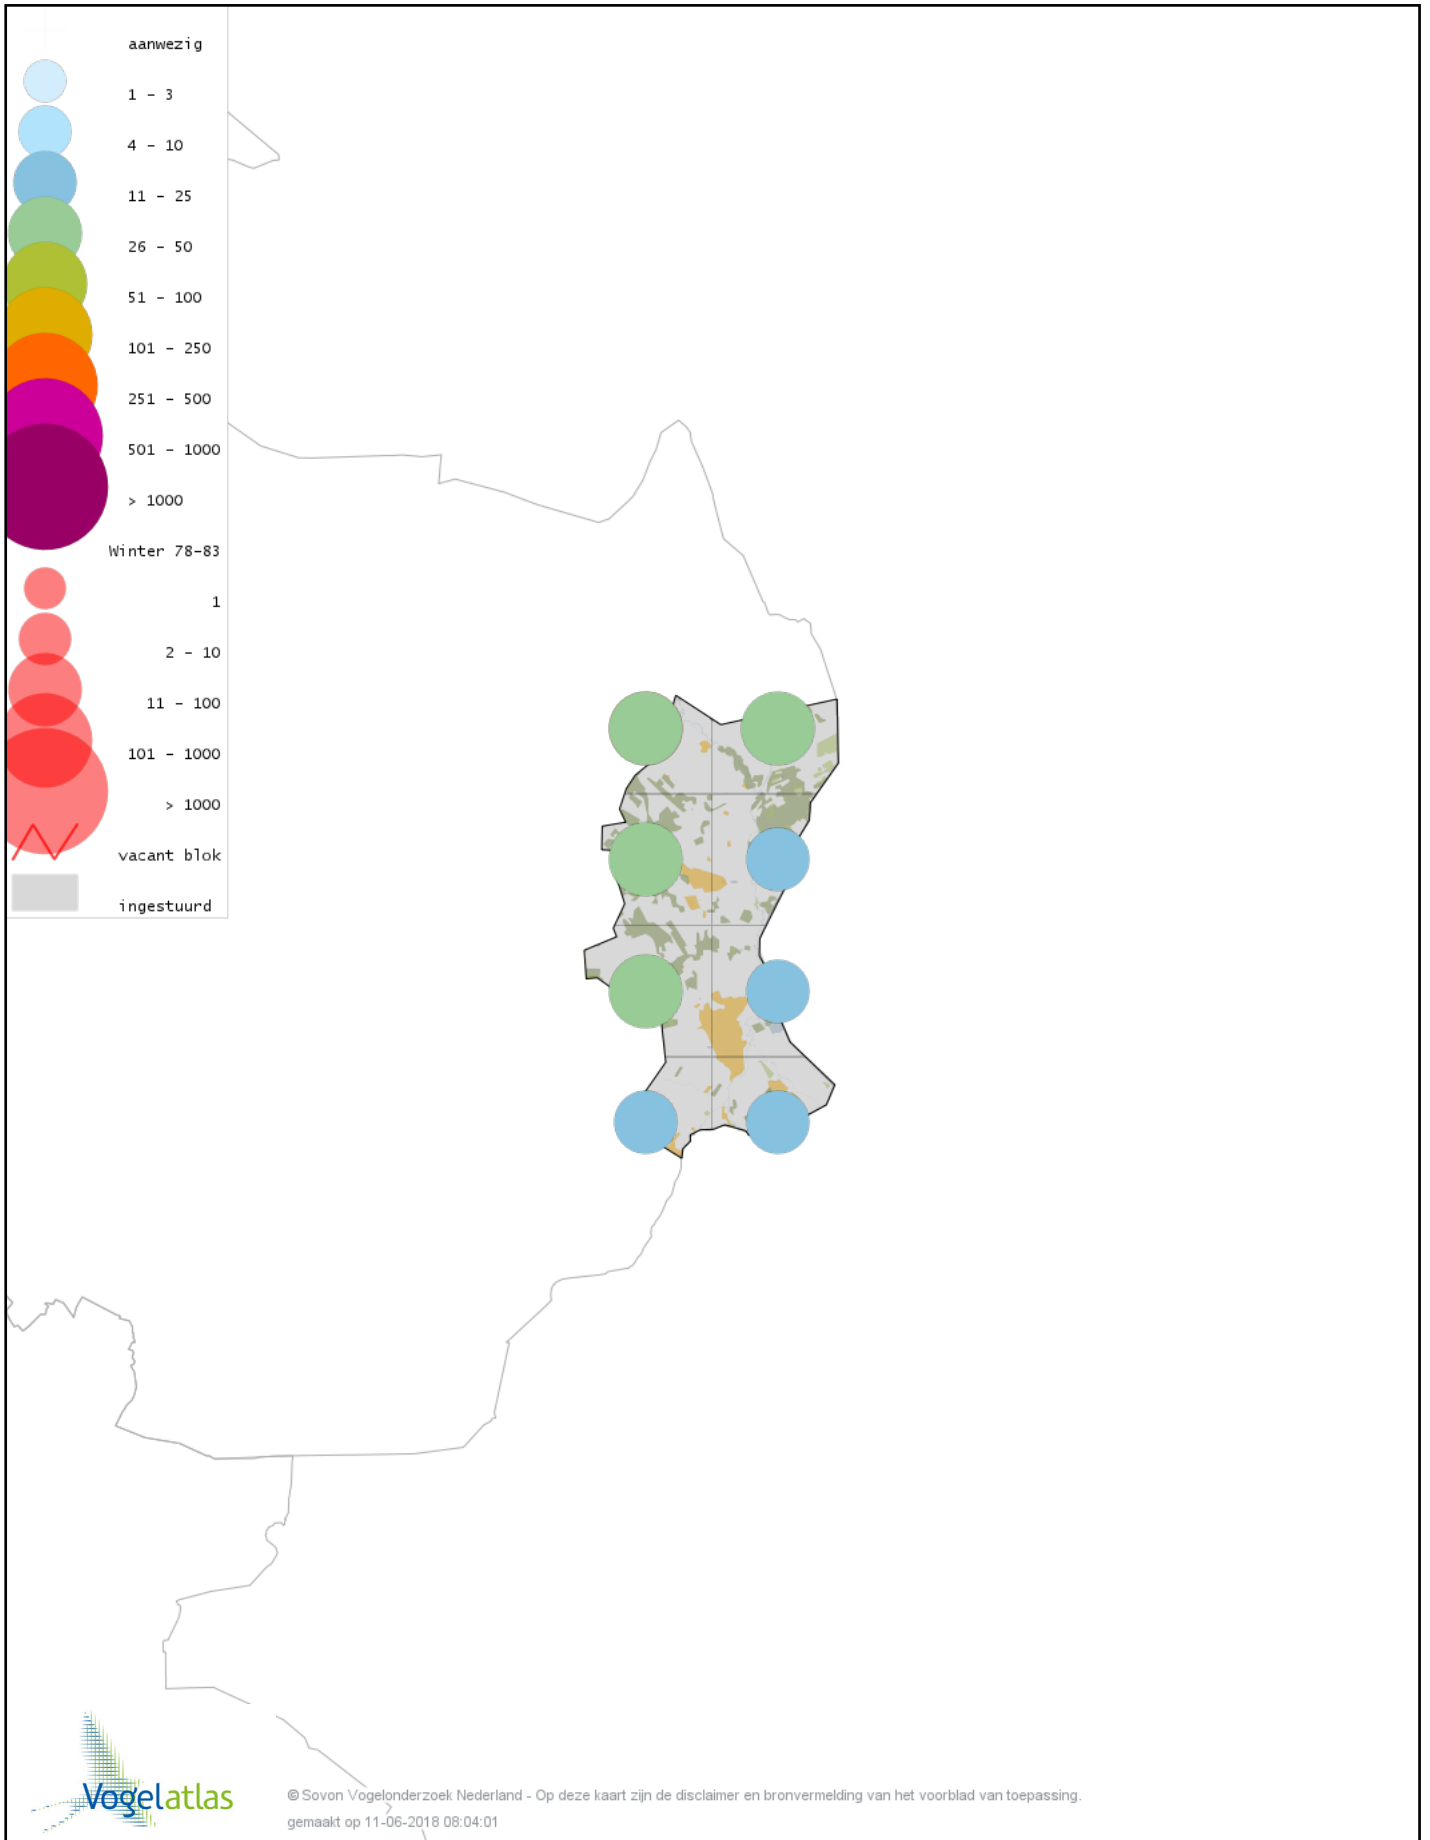 aanwezig
1 - 3
4 - 10
11 - 25
26 - 50
51 - 100
101 - 250
251 - 500
501 - 1000
> 1000
Winter 78-83
1
2 - 10
11 - 100
101 - 1000
> 1000
vacant blok
ingestuurd
Vogelatlas
© Sovon Vogelonderzoek Nederland - Op deze kaart zijn de disclaimer en bronvermelding van het voorblad van toepassing.
gemaakt op 11-06-2018 08:04:01